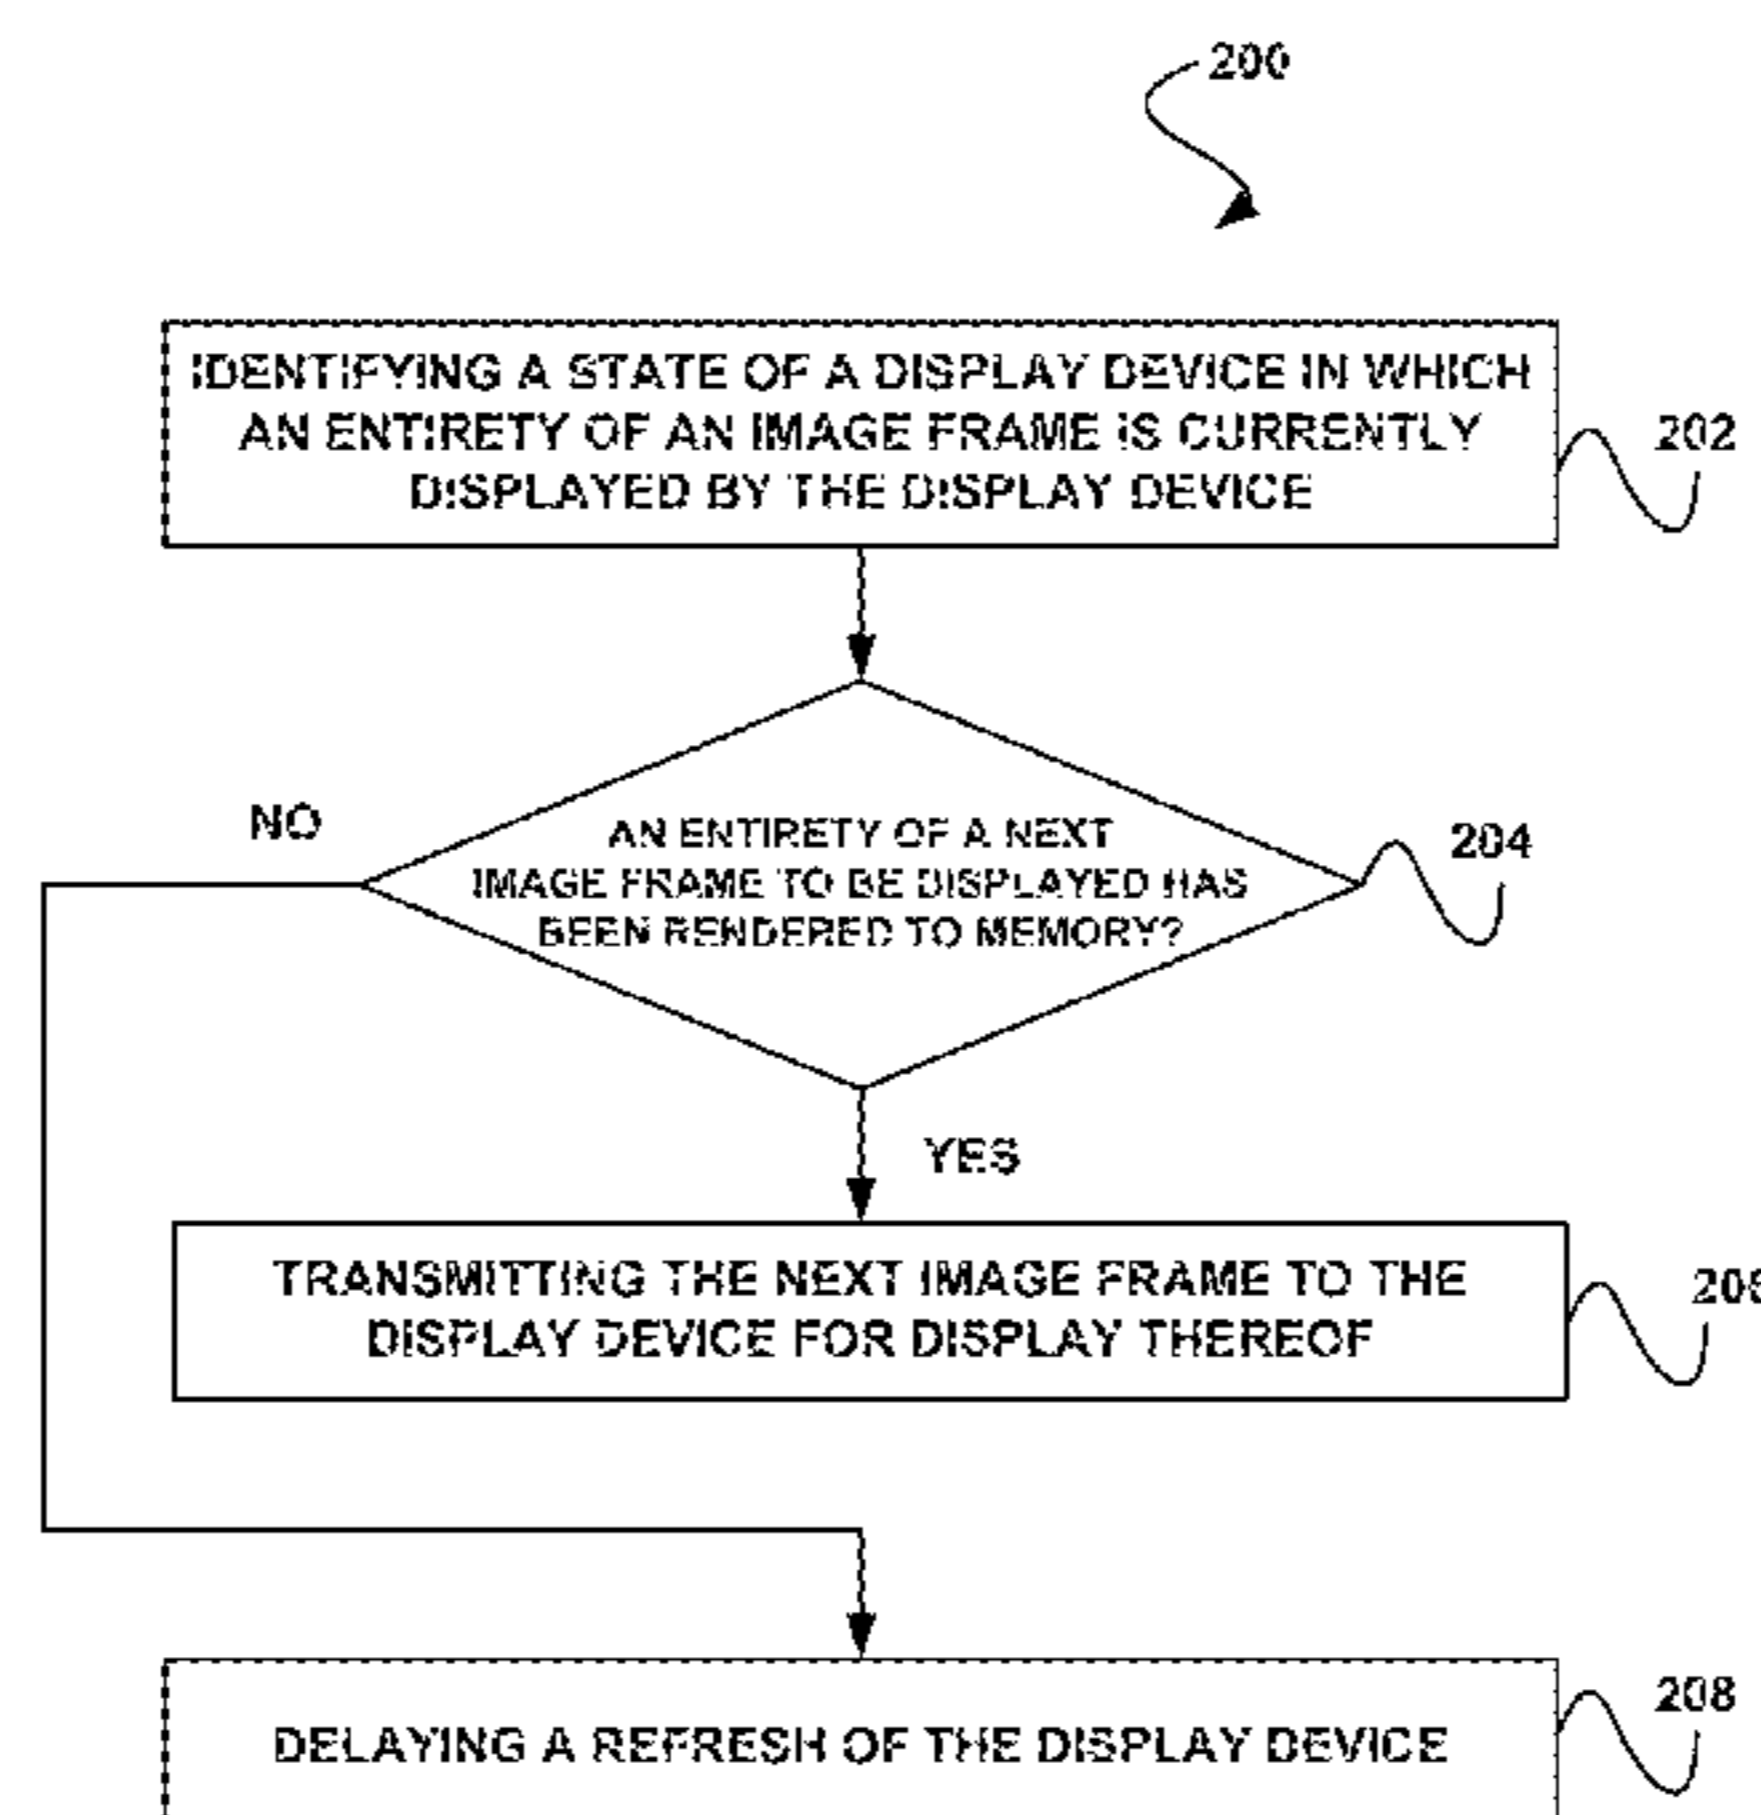 200
IDENTIFYING A STATE OF A DISPLAY DEVICE IN WHICH
AN ENTIRETY OF AN IMAGE FRAME IS CURRENTLY
DISPLAYED BY THE DISPLAY DEVICE
202
NO
AN ENTIRETY OF A NEXT
IMAGE FRAME TO BE DISPLAYED HAS
BEEN RENDERED TO MEMORY?
204
YES
TRANSMITTING THE NEXT IMAGE FRAME TO THE
DISPLAY DEVICE FOR DISPLAY THEREOF
DELAYING A REFRESH OF THE DISPLAY DEVICE
208